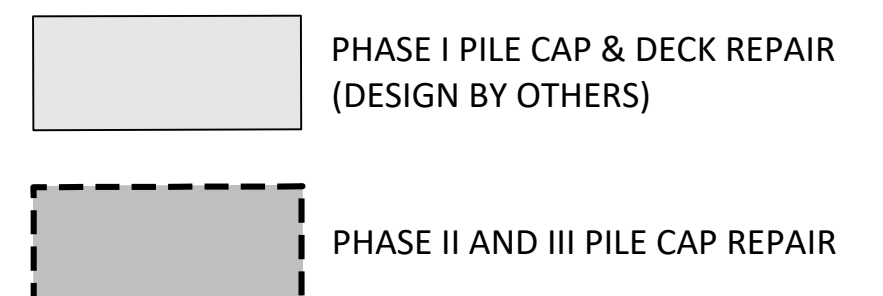 PHASE I PILE CAP & DECK REPAIR
(DESIGN BY OTHERS)
PHASE II AND III PILE CAP REPAIR